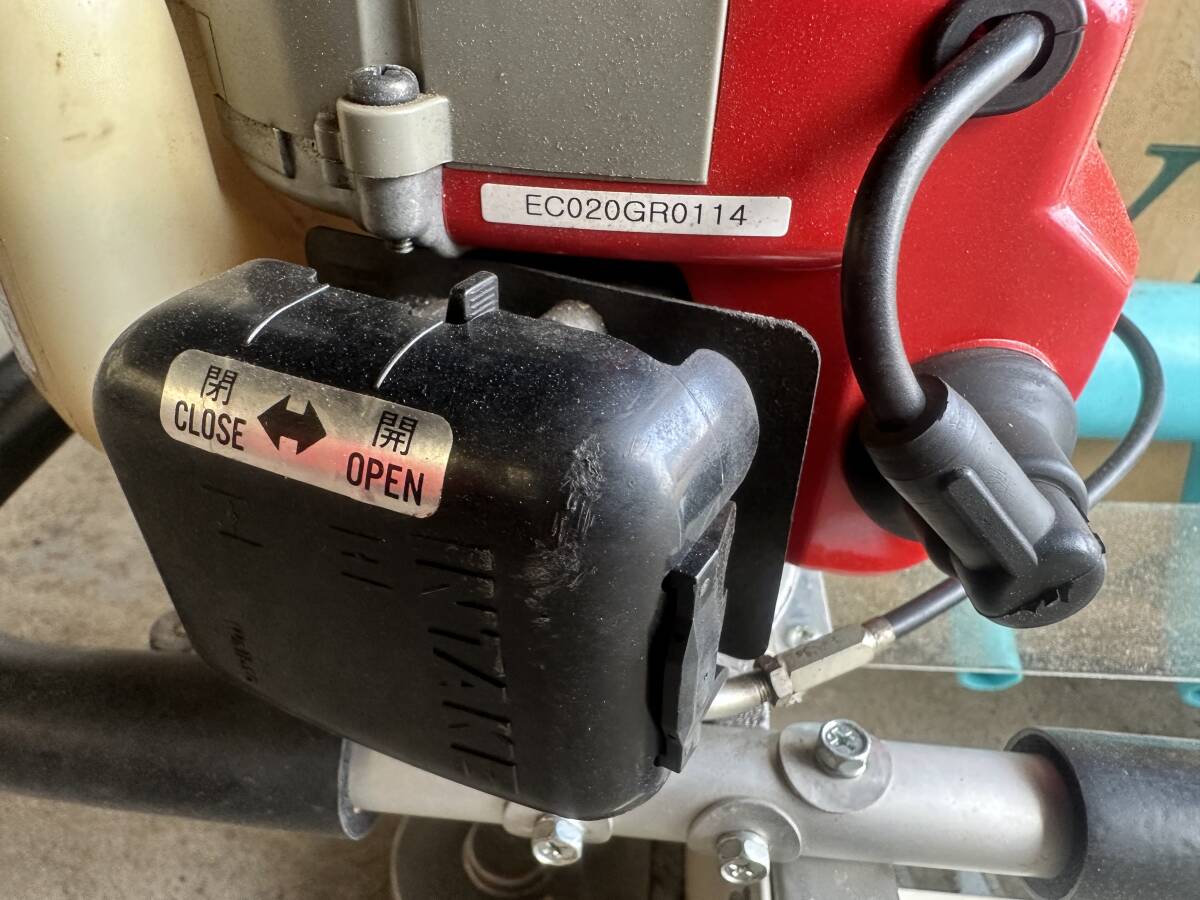 EC020GR0114
閉 開
CLOSE OPEN